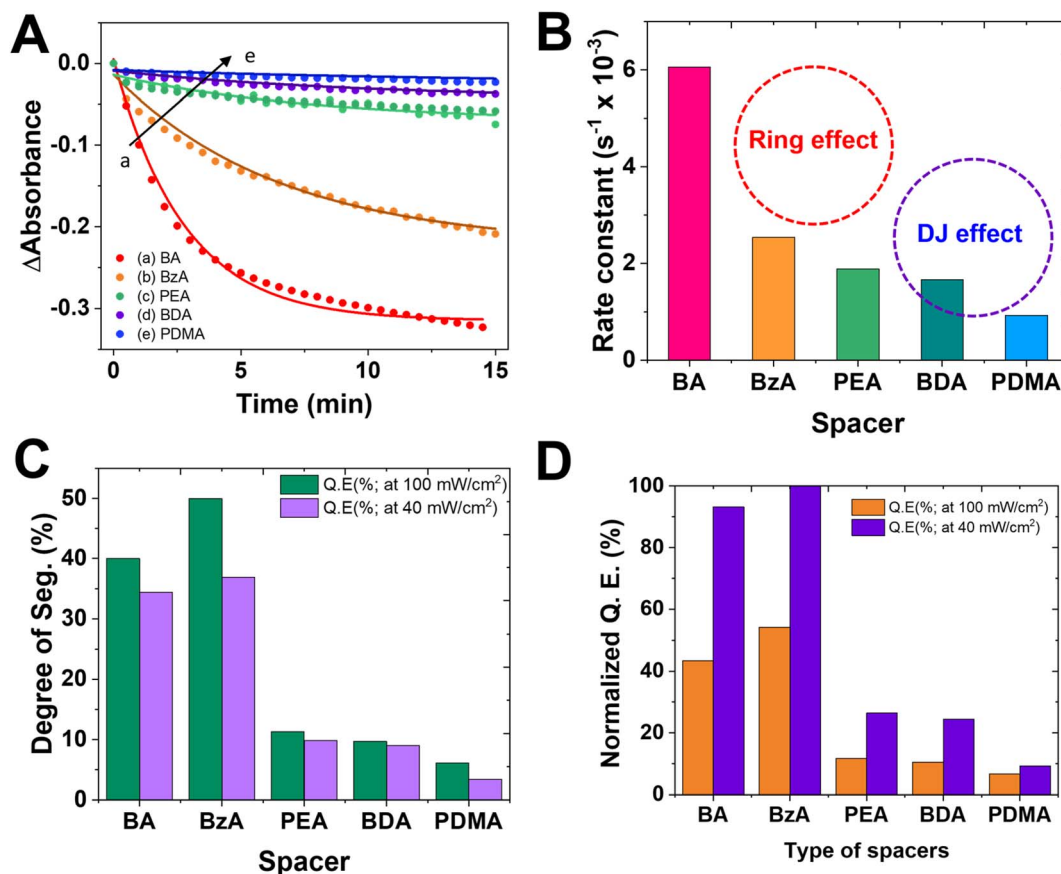 A
ΔAbsorbance
0.0
-0.1
-0.2
-0.3
a
e
(a) BA
(b) BzA
(c) PEA
(d) BDA
(e) PDMA
0 5 10 15
Time (min)
B
Rate constant (s⁻¹ x 10⁻³)
6
4
2
0
Ring effect
DJ effect
BA BzA PEA BDA PDMA
Spacer
C
Degree of Seg. (%)
50
40
30
20
10
0
Q.E(%; at 100 mW/cm²)
Q.E(%; at 40 mW/cm²)
BA BzA PEA BDA PDMA
Spacer
D
Normalized Q. E. (%)
100
80
60
40
20
0
Q.E(%; at 100 mW/cm²)
Q.E(%; at 40 mW/cm²)
BA BzA PEA BDA PDMA
Type of spacers